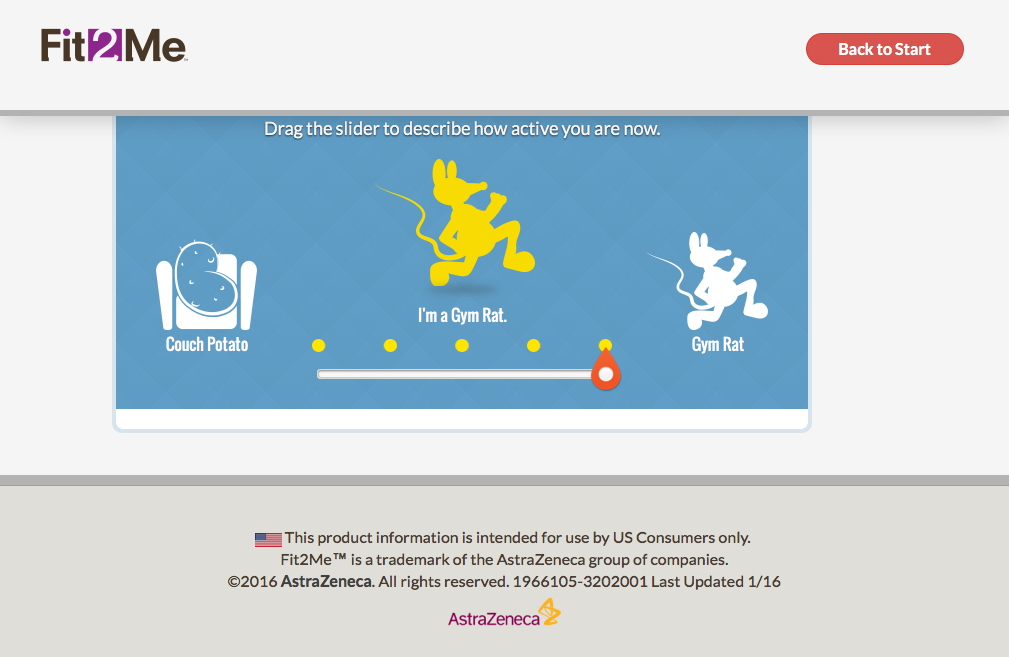 Fit2Me™
Back to Start
Drag the slider to describe how active you are now.
I'm a Gym Rat.
Couch Potato
Gym Rat
This product information is intended for use by US Consumers only.
Fit2Me™ is a trademark of the AstraZeneca group of companies.
©2016 AstraZeneca. All rights reserved. 1966105-3202001 Last Updated 1/16
AstraZeneca